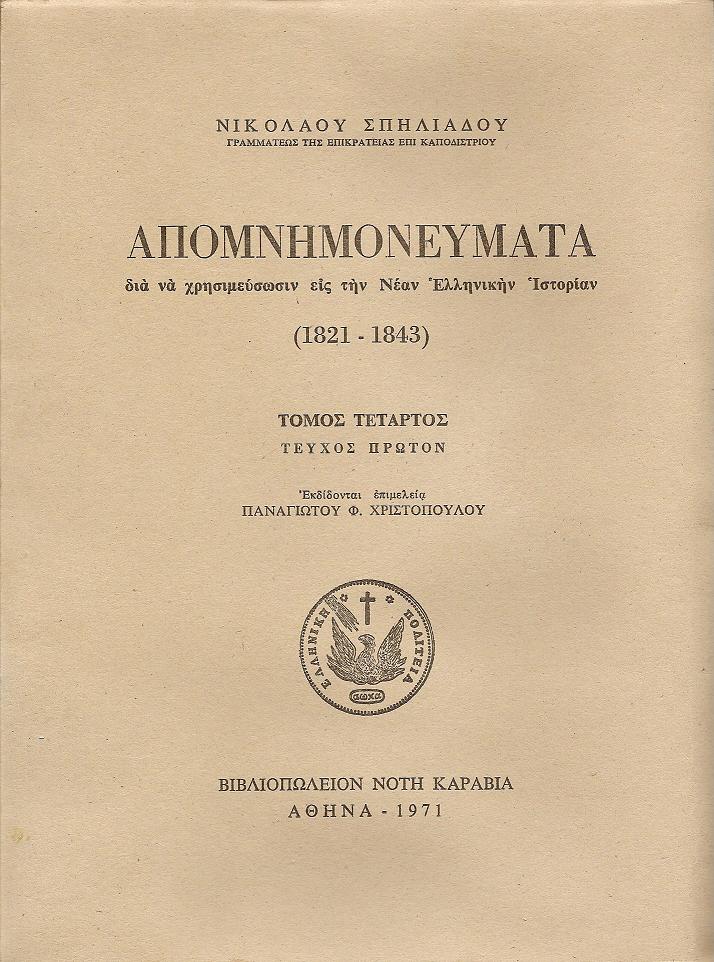 ΝΙΚΟΛΑΟΥ ΣΠΗΛΙΑΔΟΥ
ΓΡΑΜΜΑΤΕΩΣ ΤΗΣ ΕΠΙΚΡΑΤΕΙΑΣ ΕΠΙ ΚΑΠΟΔΙΣΤΡΙΟΥ
ΑΠΟΜΝΗΜΟΝΕΥΜΑΤΑ
διὰ νὰ χρησιμεύσωσιν εἰς τὴν Νέαν Ἑλληνικὴν Ἱστορίαν
(1821 - 1843)
ΤΟΜΟΣ ΤΕΤΑΡΤΟΣ
ΤΕΥΧΟΣ ΠΡΩΤΟΝ
Ἐκδίδονται ἐπιμελείᾳ
ΠΑΝΑΓΙΩΤΟΥ Φ. ΧΡΙΣΤΟΠΟΥΛΟΥ
ΕΛΛΗΝΙΚΗ ΠΟΛΙΤΕΙΑ
αωκα
ΒΙΒΛΙΟΠΩΛΕΙΟΝ ΝΟΤΗ ΚΑΡΑΒΙΑ
ΑΘΗΝΑ - 1971